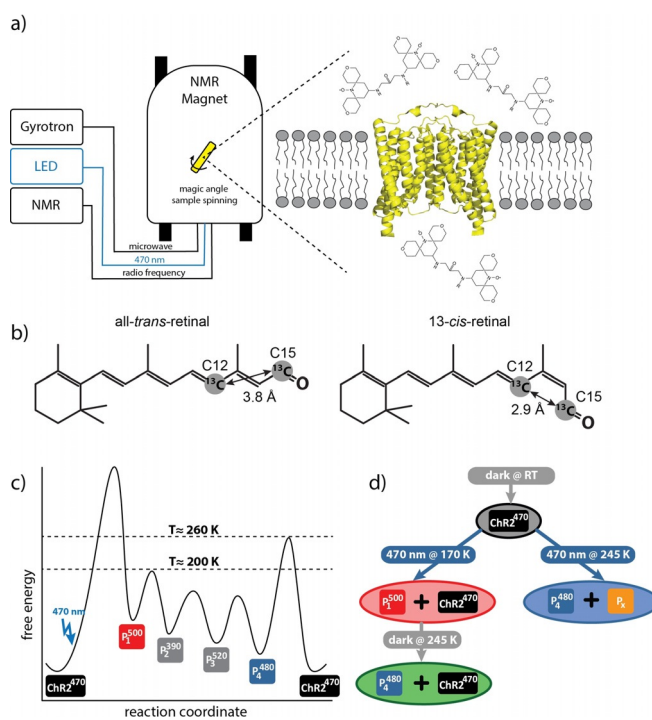 a)
NMR
Magnet
Gyrotron
LED
NMR
magic angle
sample spinning
microwave
470 nm
radio frequency
b)
all-trans-retinal
13-cis-retinal
C12
C15
13C
13C
O
3.8 Å
C12
C15
13C
13C
O
2.9 Å
c)
free energy
T≈ 260 K
T≈ 200 K
470 nm
P1500
P2390
P3520
P4480
ChR2470
ChR2470
reaction coordinate
d)
dark @ RT
ChR2470
470 nm @ 170 K
470 nm @ 245 K
P1500 + ChR2470
P4480 + Px
dark @ 245 K
P4480 + ChR2470